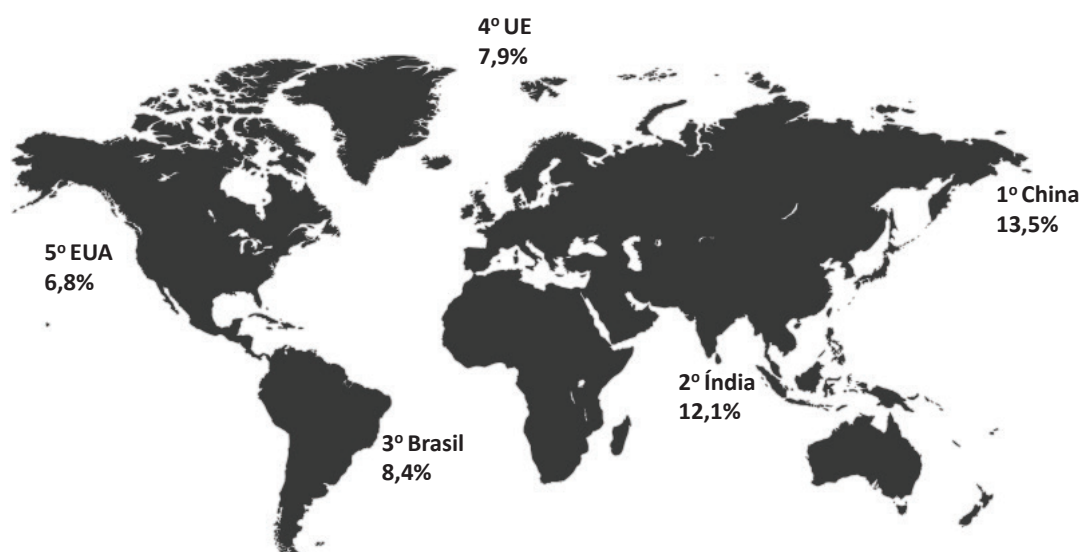 4º UE
7,9%
1º China
13,5%
5º EUA
6,8%
2º Índia
12,1%
3º Brasil
8,4%